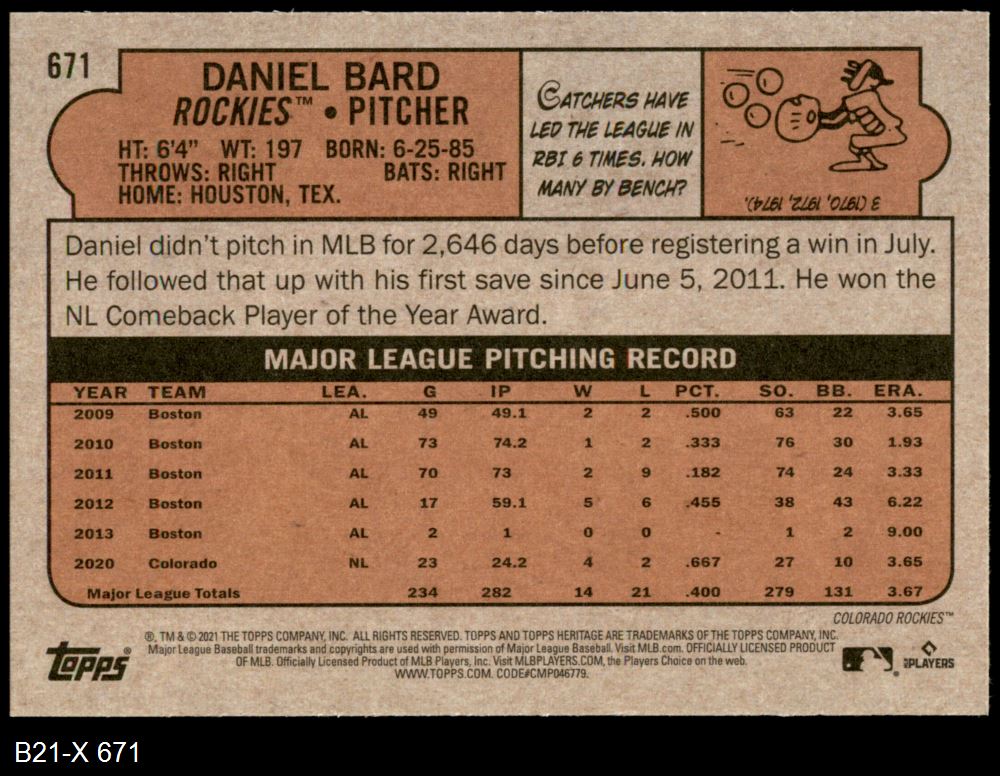 671
DANIEL BARD
ROCKIES™ • PITCHER
HT: 6'4" WT: 197 BORN: 6-25-85
THROWS: RIGHT BATS: RIGHT
HOME: HOUSTON, TEX.
CATCHERS HAVE
LED THE LEAGUE IN
RBI 6 TIMES. HOW
MANY BY BENCH?
3 (1970, 1972, 1974).
Daniel didn't pitch in MLB for 2,646 days before registering a win in July.
He followed that up with his first save since June 5, 2011. He won the
NL Comeback Player of the Year Award.
MAJOR LEAGUE PITCHING RECORD
YEAR TEAM LEA. G IP W L PCT. SO. BB. ERA.
2009 Boston AL 49 49.1 2 2 .500 63 22 3.65
2010 Boston AL 73 74.2 1 2 .333 76 30 1.93
2011 Boston AL 70 73 2 9 .182 74 24 3.33
2012 Boston AL 17 59.1 5 6 .455 38 43 6.22
2013 Boston AL 2 1 0 0 - 1 2 9.00
2020 Colorado NL 23 24.2 4 2 .667 27 10 3.65
Major League Totals 234 282 14 21 .400 279 131 3.67
COLORADO ROCKIES™
®, TM & © 2021 THE TOPPS COMPANY, INC. ALL RIGHTS RESERVED. TOPPS AND TOPPS HERITAGE ARE TRADEMARKS OF THE TOPPS COMPANY, INC.
Major League Baseball trademarks and copyrights are used with permission of Major League Baseball. Visit MLB.com. OFFICIALLY LICENSED PRODUCT
OF MLB. Officially Licensed Product of MLB Players, Inc. Visit MLBPLAYERS.COM, the Players Choice on the web.
WWW.TOPPS.COM. CODE#CMP046779.
topps®
PLAYERS
B21-X 671